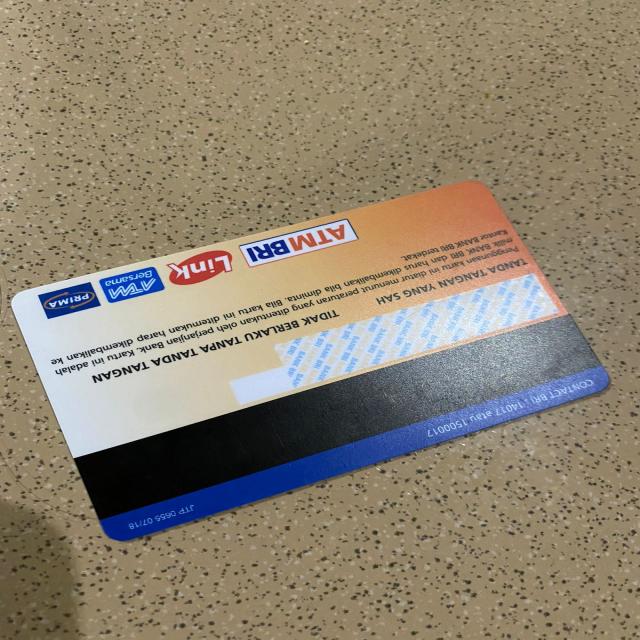 CONTACT BRI : 14017 atau 1500017
JTP 0655 07/18
TANDA TANGAN YANG SAH
TIDAK BERLAKU TANPA TANDA TANGAN
Penggunaan kartu ini diatur menurut peraturan yang ditentukan oleh perjanjian Bank. Kartu ini adalah
milik BANK BRI dan harus dikembalikan bila diminta. Bila kartu ini ditemukan harap dikembalikan ke
Kantor BANK BRI terdekat.
ATM BRI
Link
ATM Bersama
PRIMA